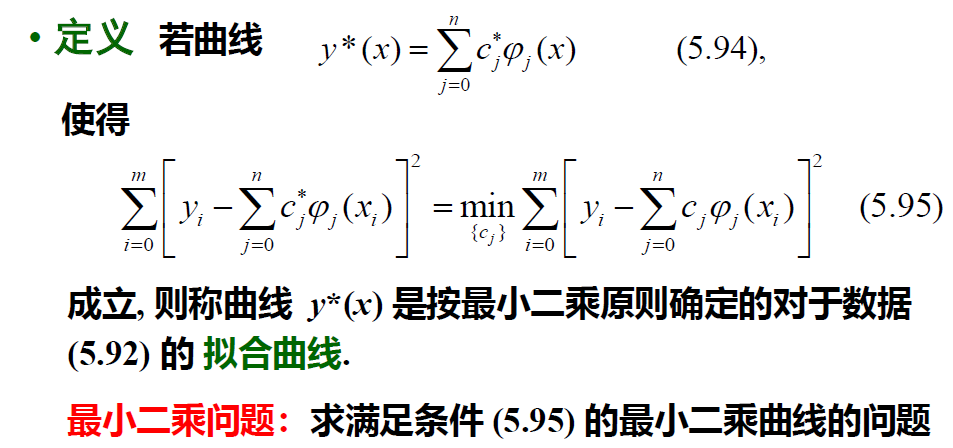 • 定义 若曲线 $y^*(x)=\sum_{j=0}^{n}c_j^*\varphi_j(x)$ (5.94),
使得
$\sum_{i=0}^{m}\left[y_i-\sum_{j=0}^{n}c_j^*\varphi_j(x_i)\right]^2=\min_{\{c_j\}}\sum_{i=0}^{m}\left[y_i-\sum_{j=0}^{n}c_j\varphi_j(x_i)\right]^2$ (5.95)
成立, 则称曲线 y*(x) 是按最小二乘原则确定的对于数据
(5.92) 的 拟合曲线.
最小二乘问题: 求满足条件 (5.95) 的最小二乘曲线的问题